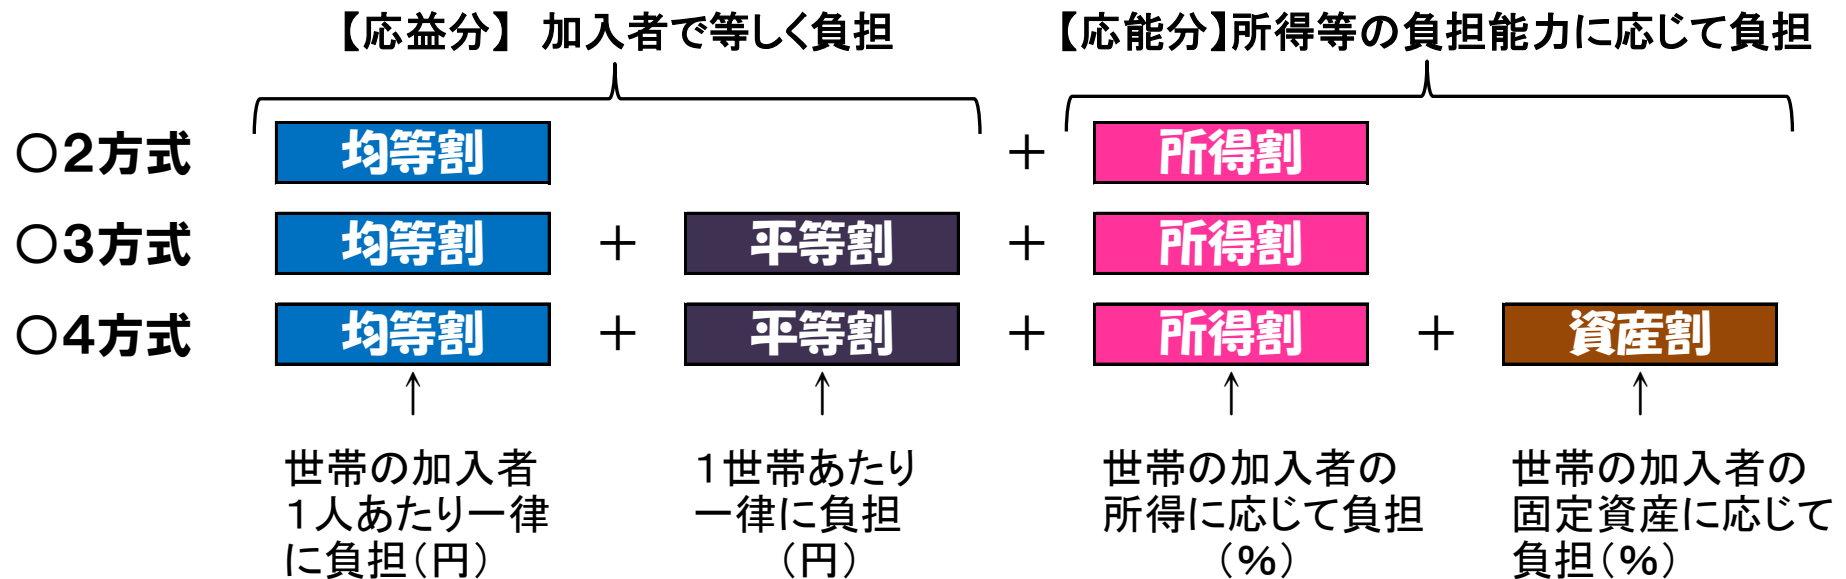 【応益分】 加入者で等しく負担
【応能分】所得等の負担能力に応じて負担
○2方式 均等割 ＋ 所得割
○3方式 均等割 ＋ 平等割 ＋ 所得割
○4方式 均等割 ＋ 平等割 ＋ 所得割 ＋ 資産割
↑ ↑ ↑ ↑
世帯の加入者
１人あたり一律
に負担（円）
１世帯あたり
一律に負担
（円）
世帯の加入者の
所得に応じて負担
（％）
世帯の加入者の
固定資産に応じて
負担（％）